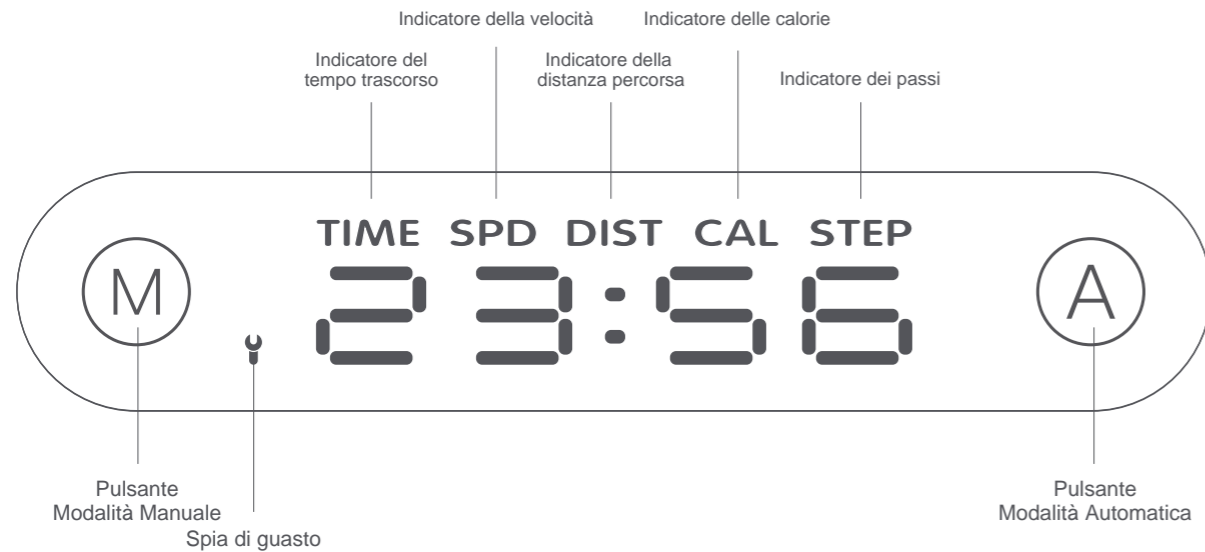 Indicatore della velocità
Indicatore delle calorie
Indicatore del
tempo trascorso
Indicatore della
distanza percorsa
Indicatore dei passi
TIME SPD DIST CAL STEP
M
23:56
A
Pulsante
Modalità Manuale
Spia di guasto
Pulsante
Modalità Automatica